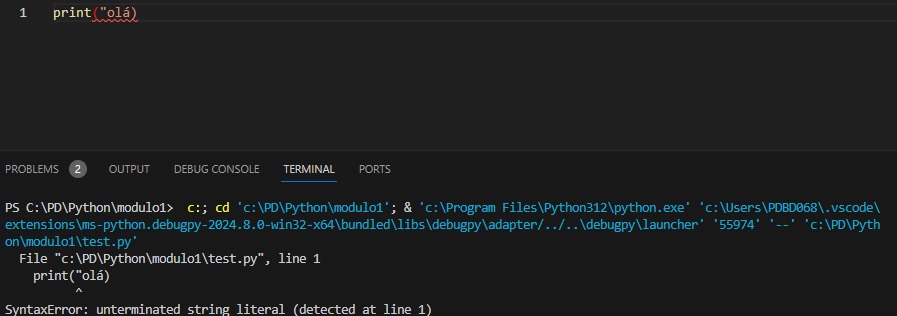 1 print("olá)
PROBLEMS 2 OUTPUT DEBUG CONSOLE TERMINAL PORTS
PS C:\PD\Python\modulo1>  c:; cd 'c:\PD\Python\modulo1'; & 'c:\Program Files\Python312\python.exe' 'c:\Users\PDBD068\.vscode\
extensions\ms-python.debugpy-2024.8.0-win32-x64\bundled\libs\debugpy\adapter/../..\debugpy\launcher' '55974' '--' 'c:\PD\Pyth
on\modulo1\test.py'
  File "c:\PD\Python\modulo1\test.py", line 1
    print("olá)
          ^
SyntaxError: unterminated string literal (detected at line 1)